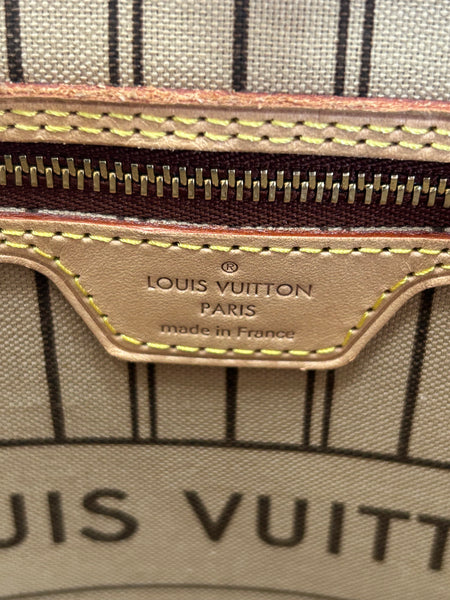 ®
LOUIS VUITTON
PARIS
made in France
UIS VUITT